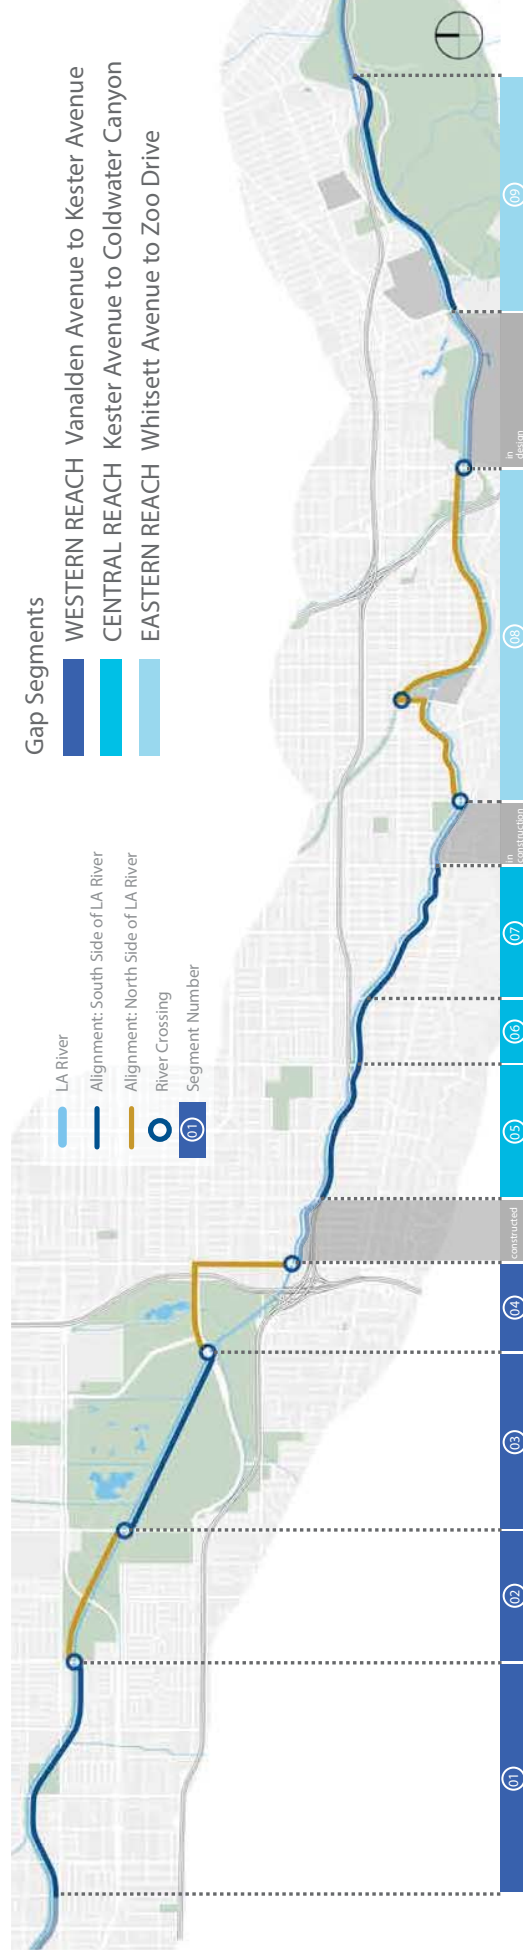 Gap Segments
WESTERN REACH Vanalden Avenue to Kester Avenue
CENTRAL REACH Kester Avenue to Coldwater Canyon
EASTERN REACH Whitsett Avenue to Zoo Drive
LA River
Alignment: South Side of LA River
Alignment: North Side of LA River
River Crossing
01 Segment Number
01
02
03
04
constructed
05
06
07
in
construction
08
in
design
09